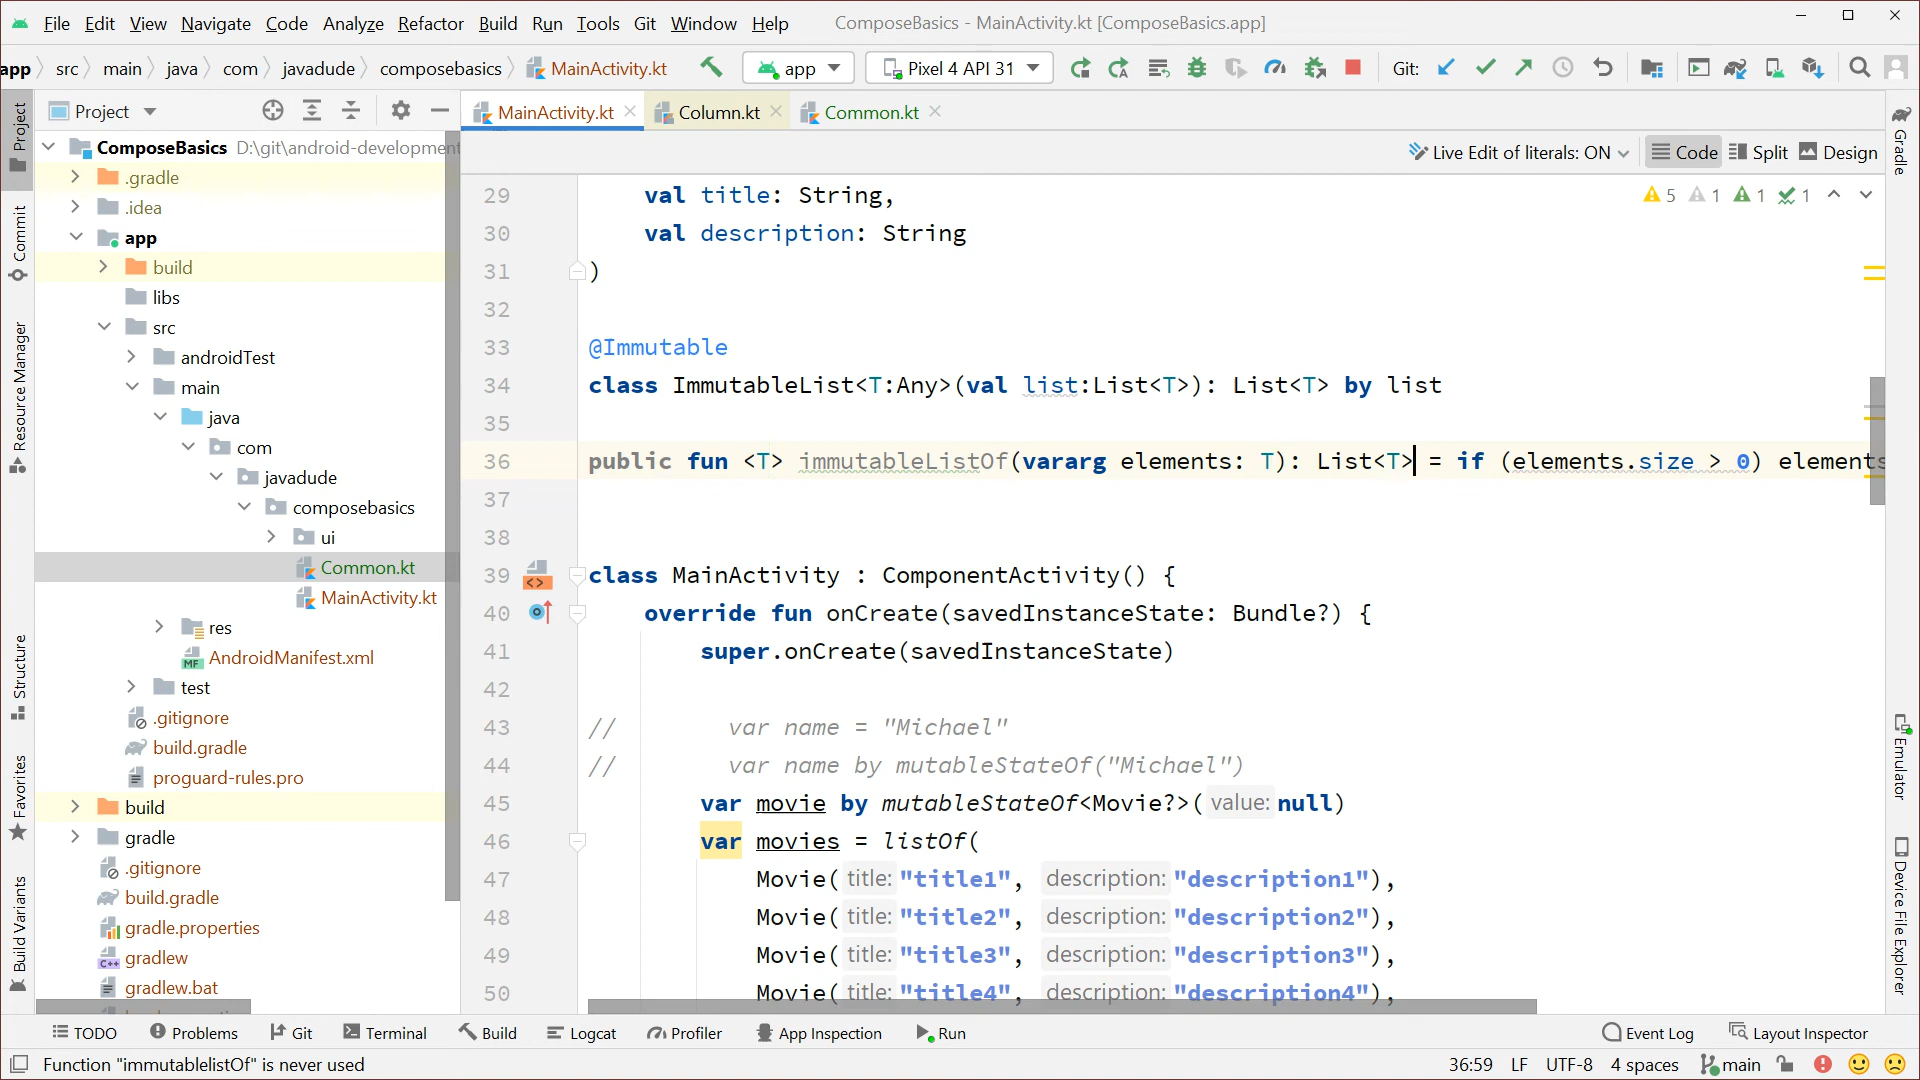 File Edit View Navigate Code Analyze Refactor Build Run Tools Git Window Help ComposeBasics - MainActivity.kt [ComposeBasics.app]
app src main java com javadude composebasics MainActivity.kt app Pixel 4 API 31 Git:
Project MainActivity.kt Column.kt Common.kt
Live Edit of literals: ON Code Split Design
5 1 1 1
Project
Commit
Resource Manager
Structure
Favorites
Build Variants
ComposeBasics D:\git\android-development
.gradle
.idea
app
build
libs
src
androidTest
main
java
com
javadude
composebasics
ui
Common.kt
MainActivity.kt
res
AndroidManifest.xml
test
.gitignore
build.gradle
proguard-rules.pro
build
gradle
.gitignore
build.gradle
gradle.properties
gradlew
gradlew.bat
29 val title: String,
30 val description: String
31 )
32
33 @Immutable
34 class ImmutableList<T:Any>(val list:List<T>): List<T> by list
35
36 public fun <T> immutableListOf(vararg elements: T): List<T> = if (elements.size > 0) elements
37
38
39 class MainActivity : ComponentActivity() {
40 override fun onCreate(savedInstanceState: Bundle?) {
41 super.onCreate(savedInstanceState)
42
43 // var name = "Michael"
44 // var name by mutableStateOf("Michael")
45 var movie by mutableStateOf<Movie?>( value: null)
46 var movies = listOf(
47 Movie( title: "title1", description: "description1"),
48 Movie( title: "title2", description: "description2"),
49 Movie( title: "title3", description: "description3"),
50 Movie( title: "title4", description: "description4"),
Gradle
Emulator
Device File Explorer
TODO Problems Git Terminal Build Logcat Profiler App Inspection Run Event Log Layout Inspector
Function "immutablelistOf" is never used 36:59 LF UTF-8 4 spaces main